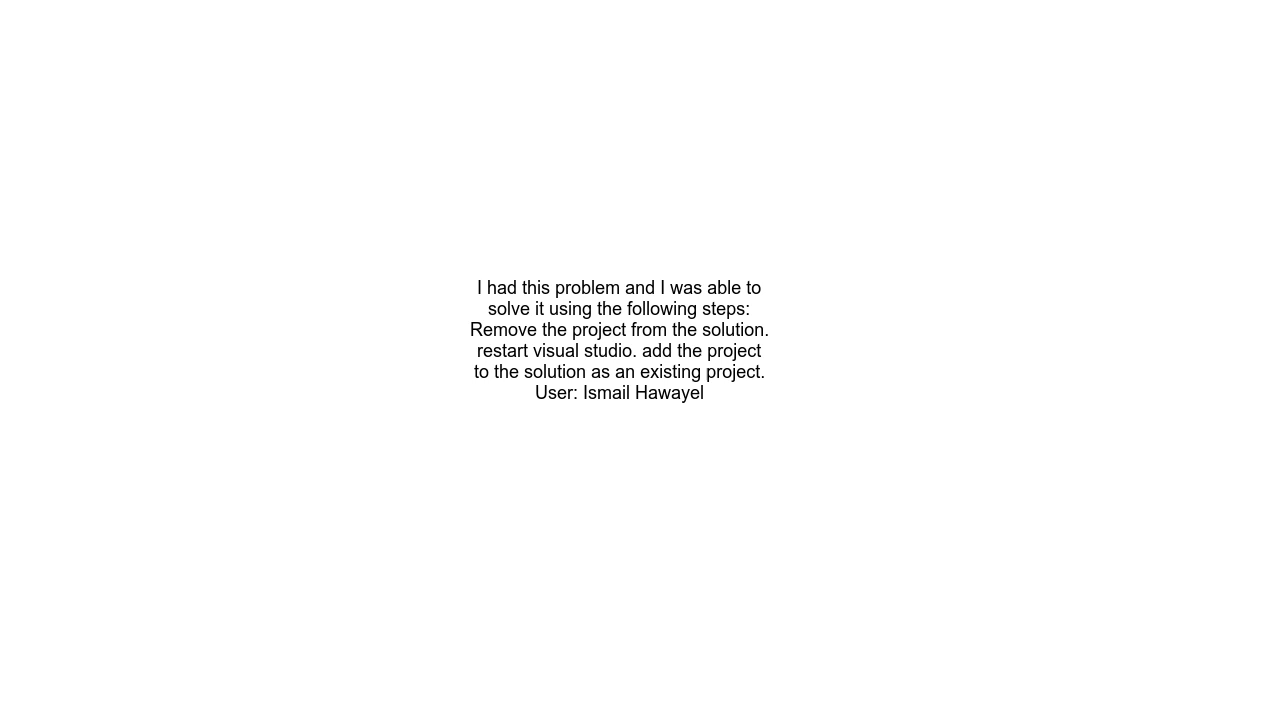 I had this problem and I was able to
solve it using the following steps:
Remove the project from the solution.
restart visual studio. add the project
to the solution as an existing project.
User: Ismail Hawayel